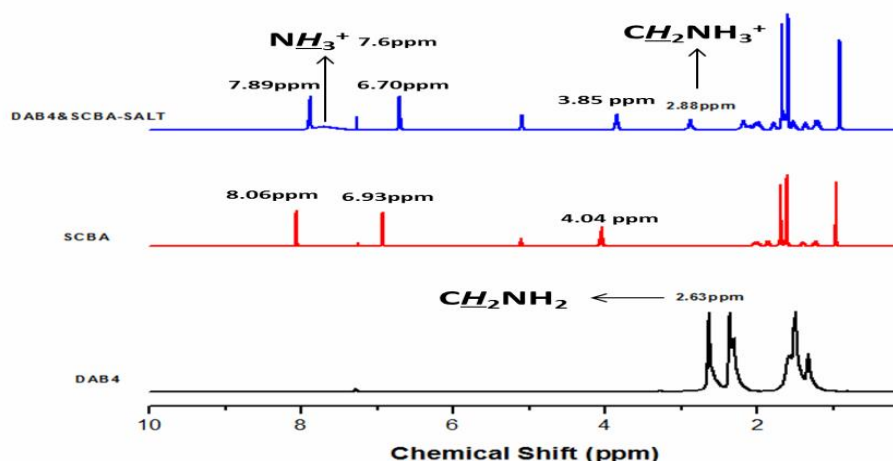 NH₃⁺ 7.6ppm
CH₂NH₃⁺
7.89ppm
6.70ppm
3.85 ppm
2.88ppm
DAB4&SCBA-SALT
8.06ppm
6.93ppm
4.04 ppm
SCBA
CH₂NH₂
2.63ppm
DAB4
10
8
6
4
2
Chemical Shift (ppm)